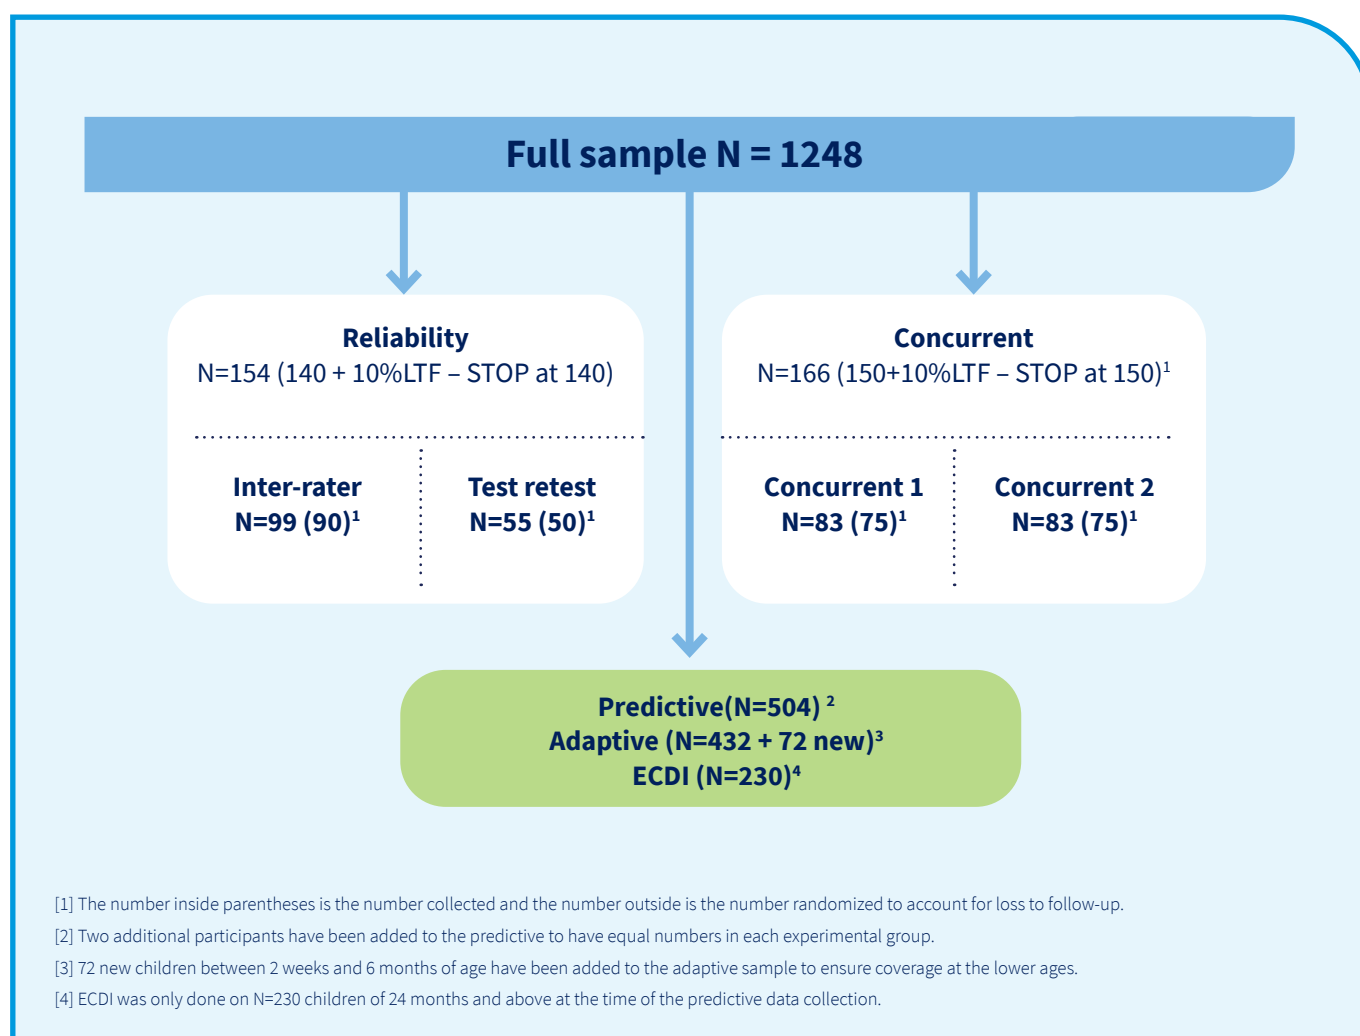 Full sample N = 1248
Reliability
N=154 (140 + 10%LTF – STOP at 140)
Inter-rater
N=99 (90)¹
Test retest
N=55 (50)¹
Concurrent
N=166 (150+10%LTF – STOP at 150)¹
Concurrent 1
N=83 (75)¹
Concurrent 2
N=83 (75)¹
Predictive(N=504) ²
Adaptive (N=432 + 72 new)³
ECDI (N=230)⁴
[1] The number inside parentheses is the number collected and the number outside is the number randomized to account for loss to follow-up.
[2] Two additional participants have been added to the predictive to have equal numbers in each experimental group.
[3] 72 new children between 2 weeks and 6 months of age have been added to the adaptive sample to ensure coverage at the lower ages.
[4] ECDI was only done on N=230 children of 24 months and above at the time of the predictive data collection.